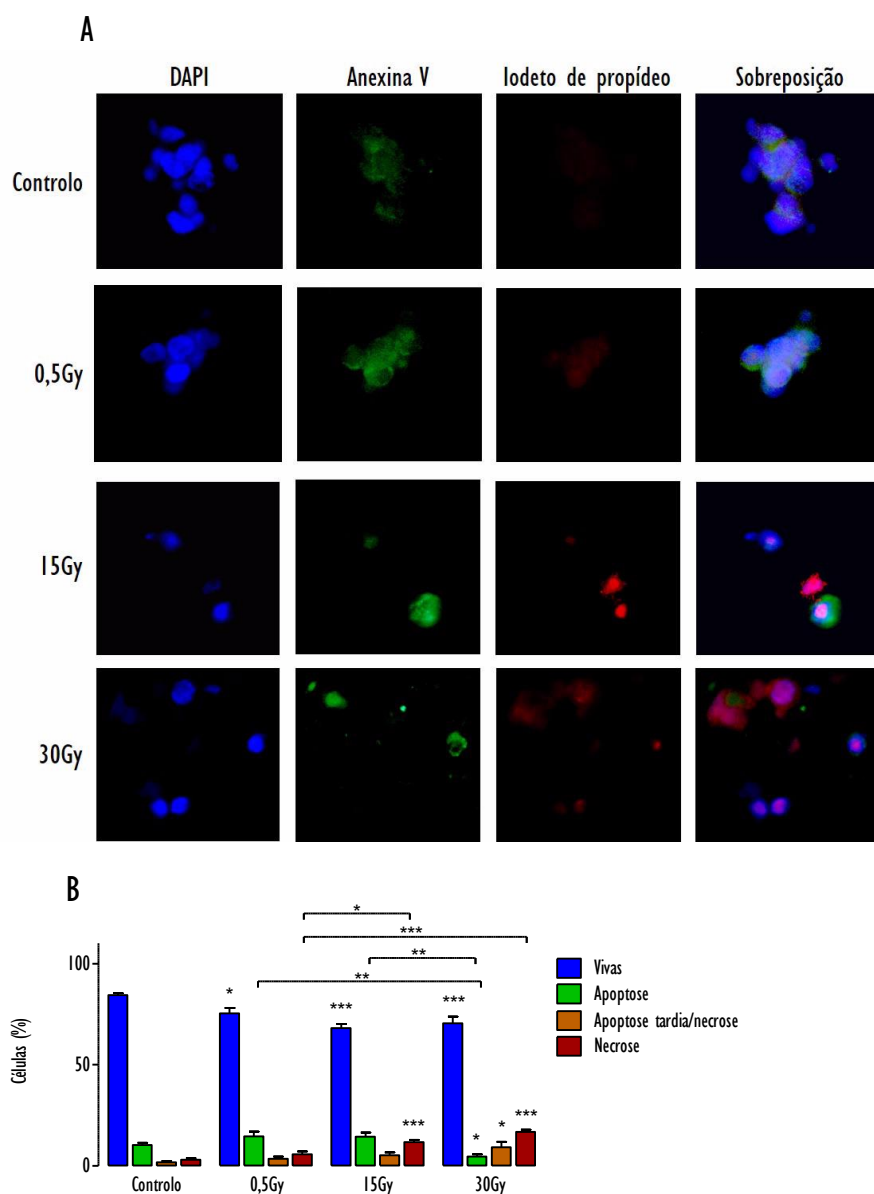 A
DAPI Anexina V Iodeto de propídeo Sobreposição
Controlo
0,5Gy
15Gy
30Gy
B
*
***
**
**
100
50
0
Células (%)
* *** ***
*** * * ***
Controlo 0,5Gy 15Gy 30Gy
Vivas
Apoptose
Apoptose tardia/necrose
Necrose